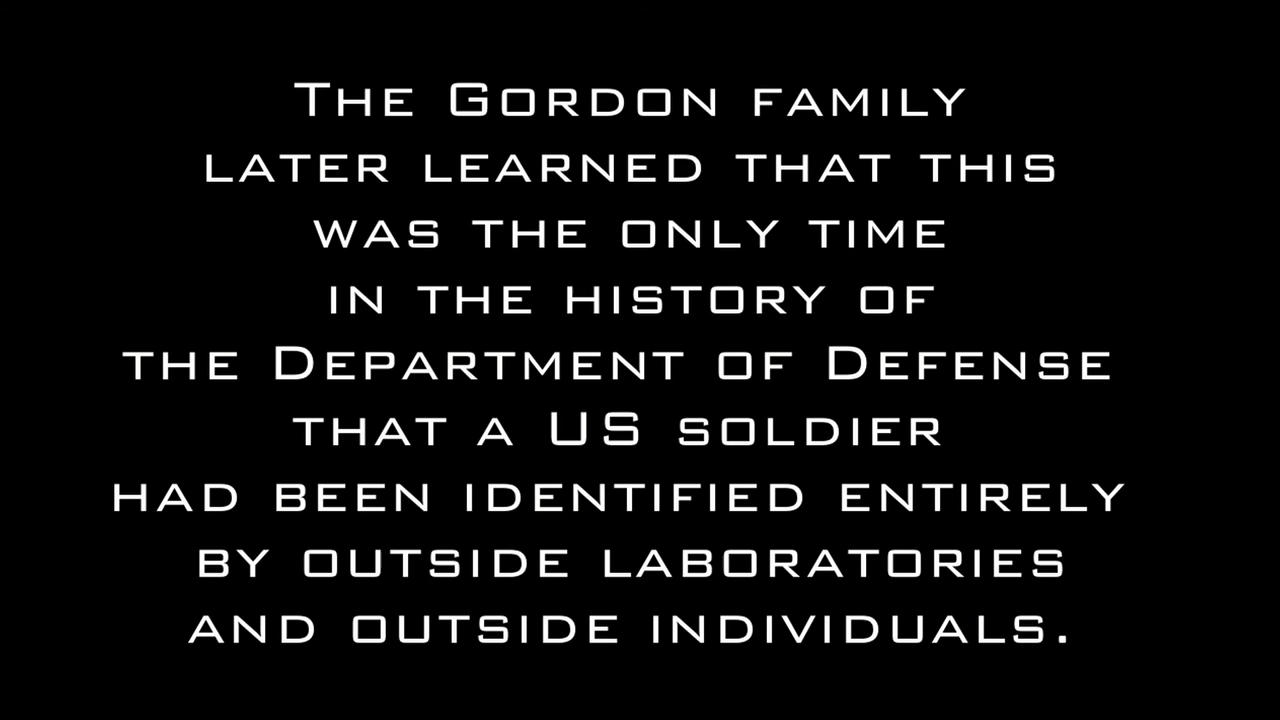 The Gordon family
later learned that this
was the only time
in the history of
the Department of Defense
that a US soldier
had been identified entirely
by outside laboratories
and outside individuals.